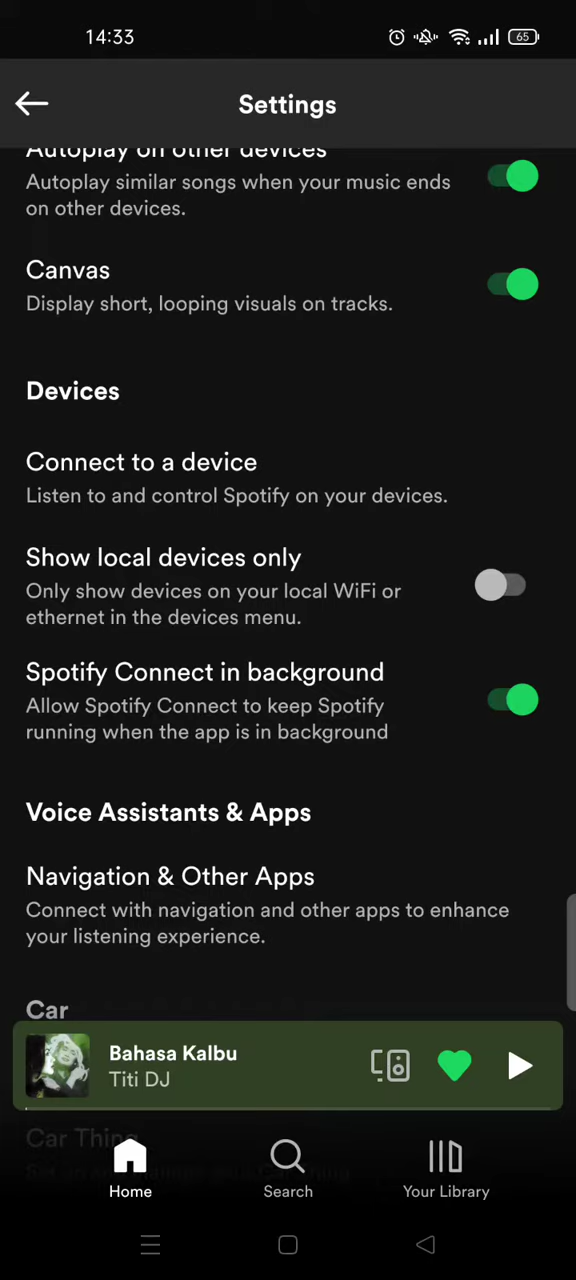 14:33
65
Settings
Autoplay on other devices
Autoplay similar songs when your music ends
on other devices.
Canvas
Display short, looping visuals on tracks.
Devices
Connect to a device
Listen to and control Spotify on your devices.
Show local devices only
Only show devices on your local WiFi or
ethernet in the devices menu.
Spotify Connect in background
Allow Spotify Connect to keep Spotify
running when the app is in background
Voice Assistants & Apps
Navigation & Other Apps
Connect with navigation and other apps to enhance
your listening experience.
Car
Bahasa Kalbu
Titi DJ
Car Thing
Home
Search
Your Library